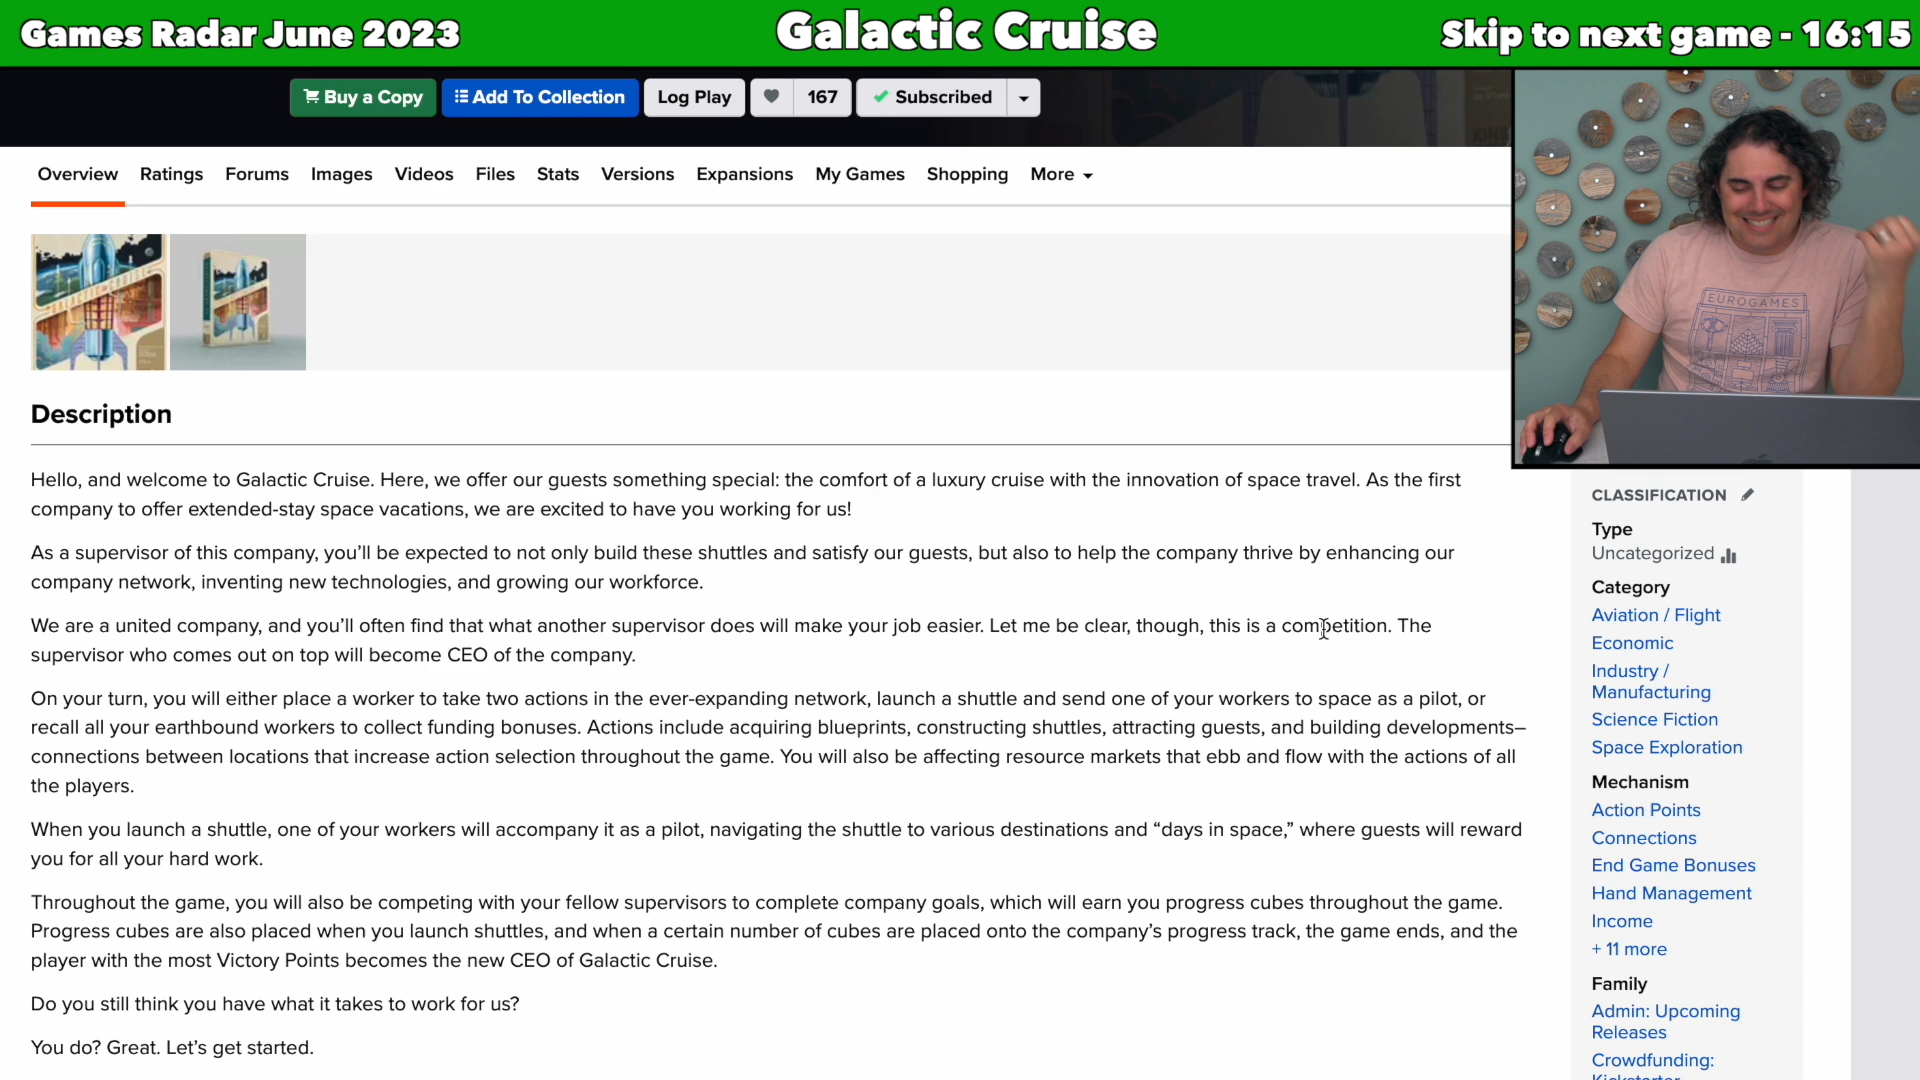 Games Radar June 2023
Galactic Cruise
Skip to next game - 16:15
Buy a Copy
Add To Collection
Log Play
167
Subscribed
Overview
Ratings
Forums
Images
Videos
Files
Stats
Versions
Expansions
My Games
Shopping
More
GALACTIC CRUISE
EUROGAMES
Description
Hello, and welcome to Galactic Cruise. Here, we offer our guests something special: the comfort of a luxury cruise with the innovation of space travel. As the first
company to offer extended-stay space vacations, we are excited to have you working for us!
As a supervisor of this company, you’ll be expected to not only build these shuttles and satisfy our guests, but also to help the company thrive by enhancing our
company network, inventing new technologies, and growing our workforce.
We are a united company, and you’ll often find that what another supervisor does will make your job easier. Let me be clear, though, this is a competition. The
supervisor who comes out on top will become CEO of the company.
On your turn, you will either place a worker to take two actions in the ever-expanding network, launch a shuttle and send one of your workers to space as a pilot, or
recall all your earthbound workers to collect funding bonuses. Actions include acquiring blueprints, constructing shuttles, attracting guests, and building developments–
connections between locations that increase action selection throughout the game. You will also be affecting resource markets that ebb and flow with the actions of all
the players.
When you launch a shuttle, one of your workers will accompany it as a pilot, navigating the shuttle to various destinations and “days in space,” where guests will reward
you for all your hard work.
Throughout the game, you will also be competing with your fellow supervisors to complete company goals, which will earn you progress cubes throughout the game.
Progress cubes are also placed when you launch shuttles, and when a certain number of cubes are placed onto the company’s progress track, the game ends, and the
player with the most Victory Points becomes the new CEO of Galactic Cruise.
Do you still think you have what it takes to work for us?
You do? Great. Let’s get started.
CLASSIFICATION
Type
Uncategorized
Category
Aviation / Flight
Economic
Industry /
Manufacturing
Science Fiction
Space Exploration
Mechanism
Action Points
Connections
End Game Bonuses
Hand Management
Income
+ 11 more
Family
Admin: Upcoming
Releases
Crowdfunding: